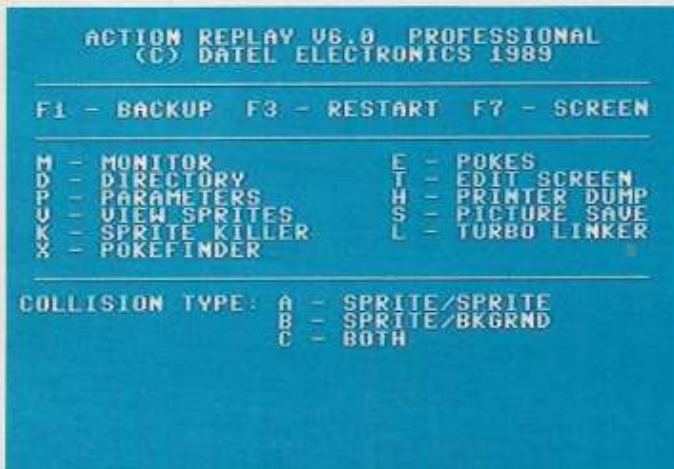 ACTION REPLAY V6.0 PROFESSIONAL
(C) DATEL ELECTRONICS 1989
F1 - BACKUP F3 - RESTART F7 - SCREEN
M - MONITOR E - POKES
D - DIRECTORY T - EDIT SCREEN
P - PARAMETERS H - PRINTER DUMP
V - VIEW SPRITES S - PICTURE SAVE
K - SPRITE KILLER L - TURBO LINKER
X - POKEFINDER
COLLISION TYPE: A - SPRITE/SPRITE
B - SPRITE/BKGRND
C - BOTH